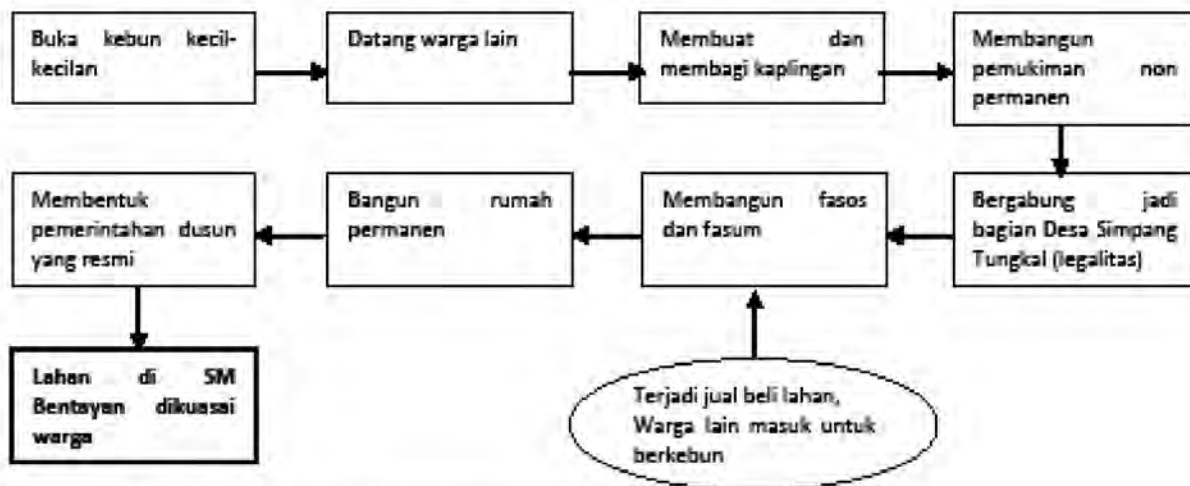 Buka kebun kecil-
kecilan
Datang warga lain
Membuat dan
membagi kaplingan
Membangun
pemukiman non
permanen
Bergabung jadi
bagian Desa Simpang
Tungkal (legalitas)
Membangun fasos
dan fasum
Bangun rumah
permanen
Membentuk
pemerintahan dusun
yang resmi
Lahan di SM
Bentayan dikuasai
warga
Terjadi jual beli lahan,
Warga lain masuk untuk
berkebun